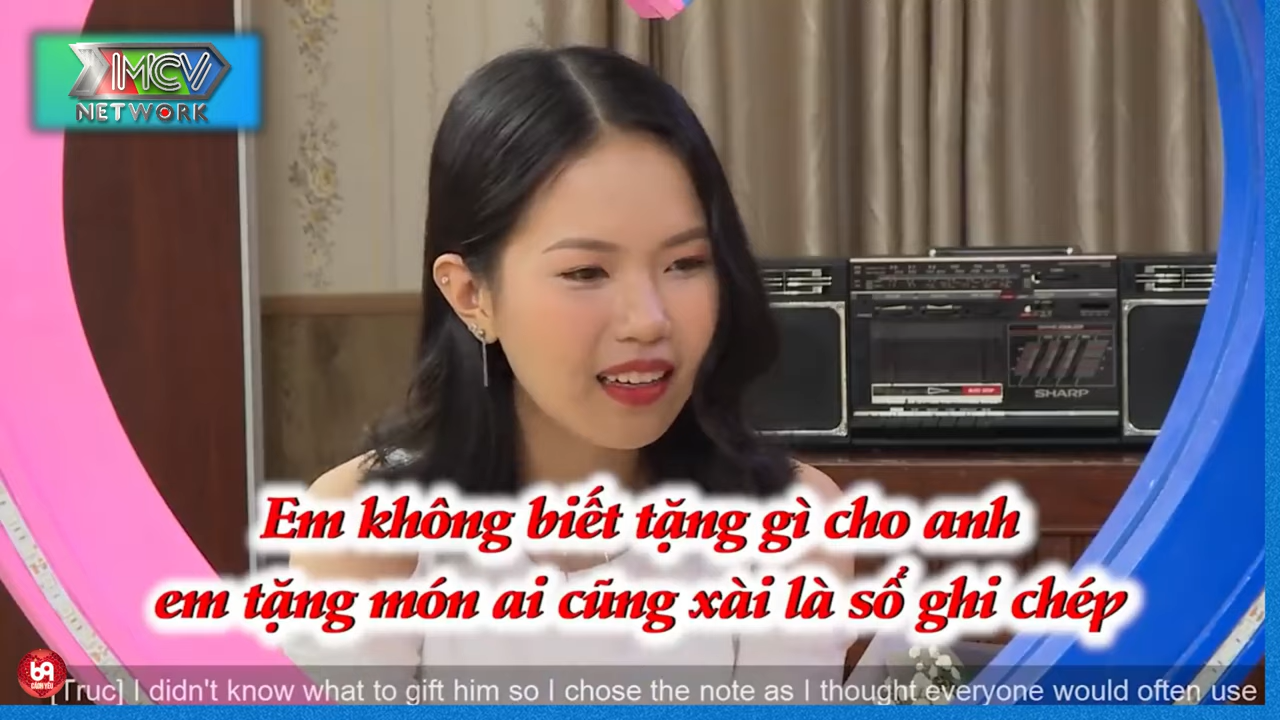 MCV
NETWORK
SHARP
Em không biết tặng gì cho anh
em tặng món ai cũng xài là sổ ghi chép
[Truc] I didn't know what to gift him so I chose the note as I thought everyone would often use